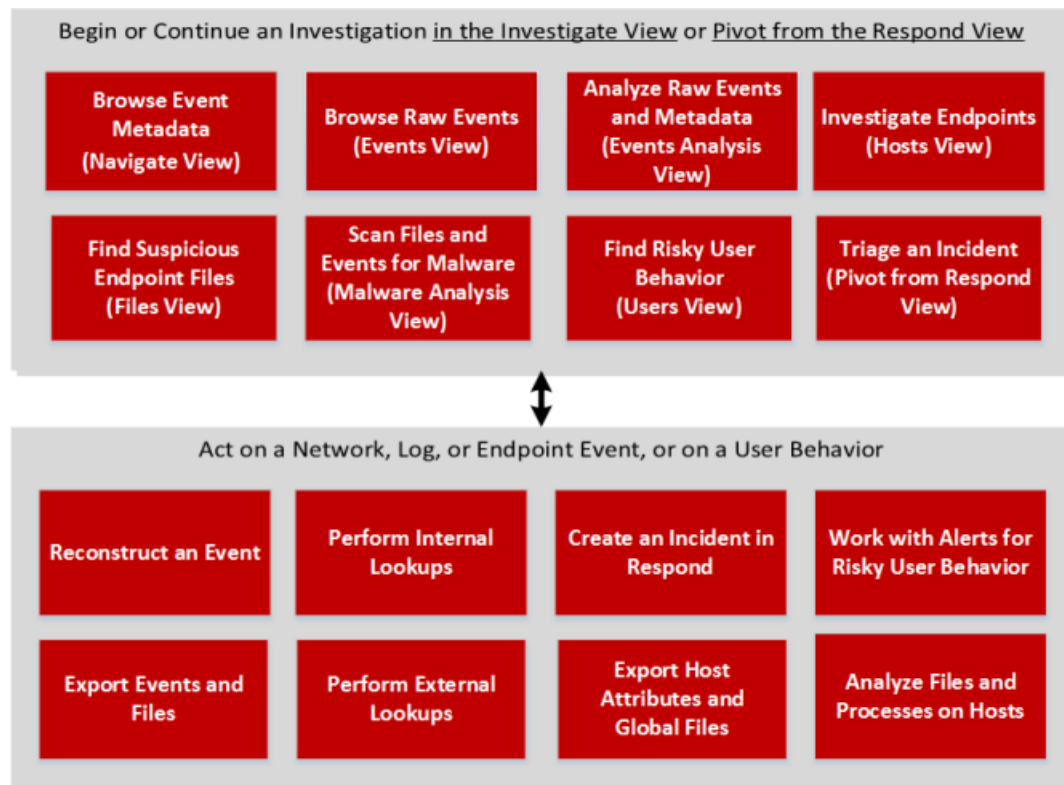 Begin or Continue an Investigation in the Investigate View or Pivot from the Respond View
Browse Event
Metadata
(Navigate View)
Browse Raw Events
(Events View)
Analyze Raw Events
and Metadata
(Events Analysis
View)
Investigate Endpoints
(Hosts View)
Find Suspicious
Endpoint Files
(Files View)
Scan Files and
Events for Malware
(Malware Analysis
View)
Find Risky User
Behavior
(Users View)
Triage an Incident
(Pivot from Respond
View)
Act on a Network, Log, or Endpoint Event, or on a User Behavior
Reconstruct an Event
Perform Internal
Lookups
Create an Incident in
Respond
Work with Alerts for
Risky User Behavior
Export Events and
Files
Perform External
Lookups
Export Host
Attributes and
Global Files
Analyze Files and
Processes on Hosts